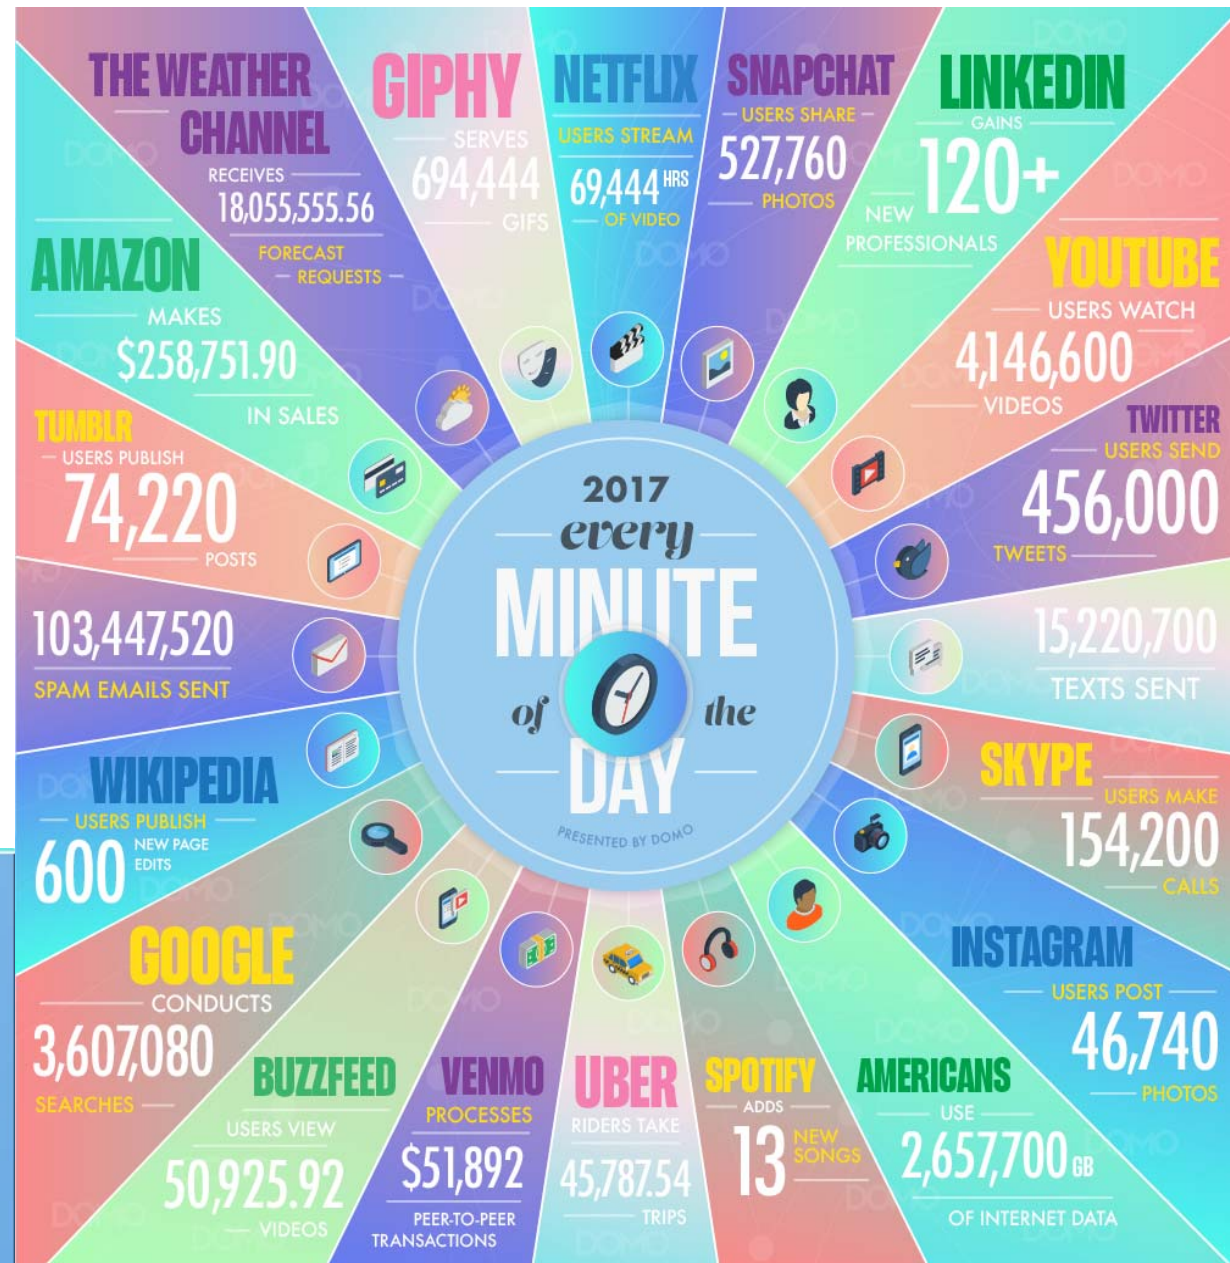 2017
every
MINUTE
of the
DAY
PRESENTED BY DOMO
THE WEATHER
CHANNEL
RECEIVES
18,055,555.56
FORECAST
REQUESTS
GIPHY
SERVES
694,444
GIFS
NETFLIX
USERS STREAM
69,444 HRS
OF VIDEO
SNAPCHAT
USERS SHARE
527,760
PHOTOS
LINKEDIN
GAINS
120+
NEW
PROFESSIONALS
YOUTUBE
USERS WATCH
4,146,600
VIDEOS
TWITTER
USERS SEND
456,000
TWEETS
15,220,700
TEXTS SENT
SKYPE
USERS MAKE
154,200
CALLS
INSTAGRAM
USERS POST
46,740
PHOTOS
AMERICANS
USE
2,657,700 GB
OF INTERNET DATA
SPOTIFY
ADDS
13 NEW
SONGS
UBER
RIDERS TAKE
45,787.54
TRIPS
VENMO
PROCESSES
$51,892
PEER-TO-PEER
TRANSACTIONS
BUZZFEED
USERS VIEW
50,925.92
VIDEOS
GOOGLE
CONDUCTS
3,607,080
SEARCHES
WIKIPEDIA
USERS PUBLISH
600 NEW PAGE
EDITS
103,447,520
SPAM EMAILS SENT
TUMBLR
USERS PUBLISH
74,220
POSTS
AMAZON
MAKES
$258,751.90
IN SALES